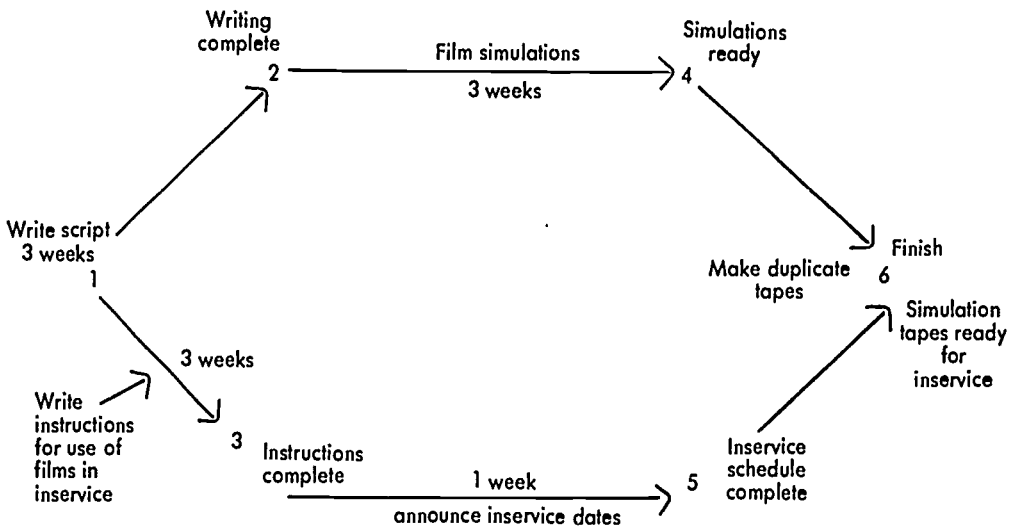 Writing
complete
2
Film simulations
3 weeks
Simulations
ready
4
Write script
3 weeks
1
Finish
6
Make duplicate
tapes
Simulation
tapes ready
for
inservice
3 weeks
Write
instructions
for use of
films in
inservice
3
Instructions
complete
1 week
announce inservice dates
5
Inservice
schedule
complete